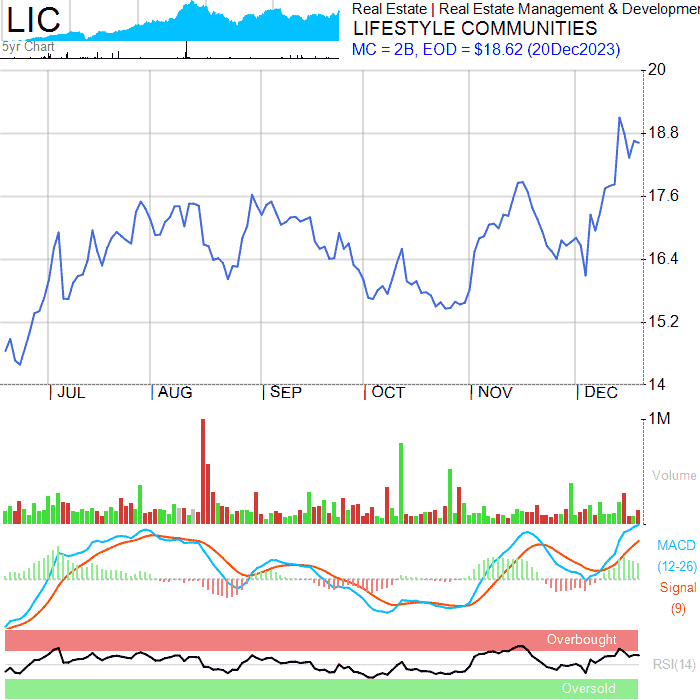 LIC
5yr Chart
Real Estate | Real Estate Management & Developmen
LIFESTYLE COMMUNITIES
MC = 2B, EOD = $18.62 (20Dec2023)
20
18.8
17.6
16.4
15.2
14
JUL AUG SEP OCT NOV DEC
1M
Volume
MACD
(12-26)
Signal
(9)
Overbought
RSI(14)
Oversold